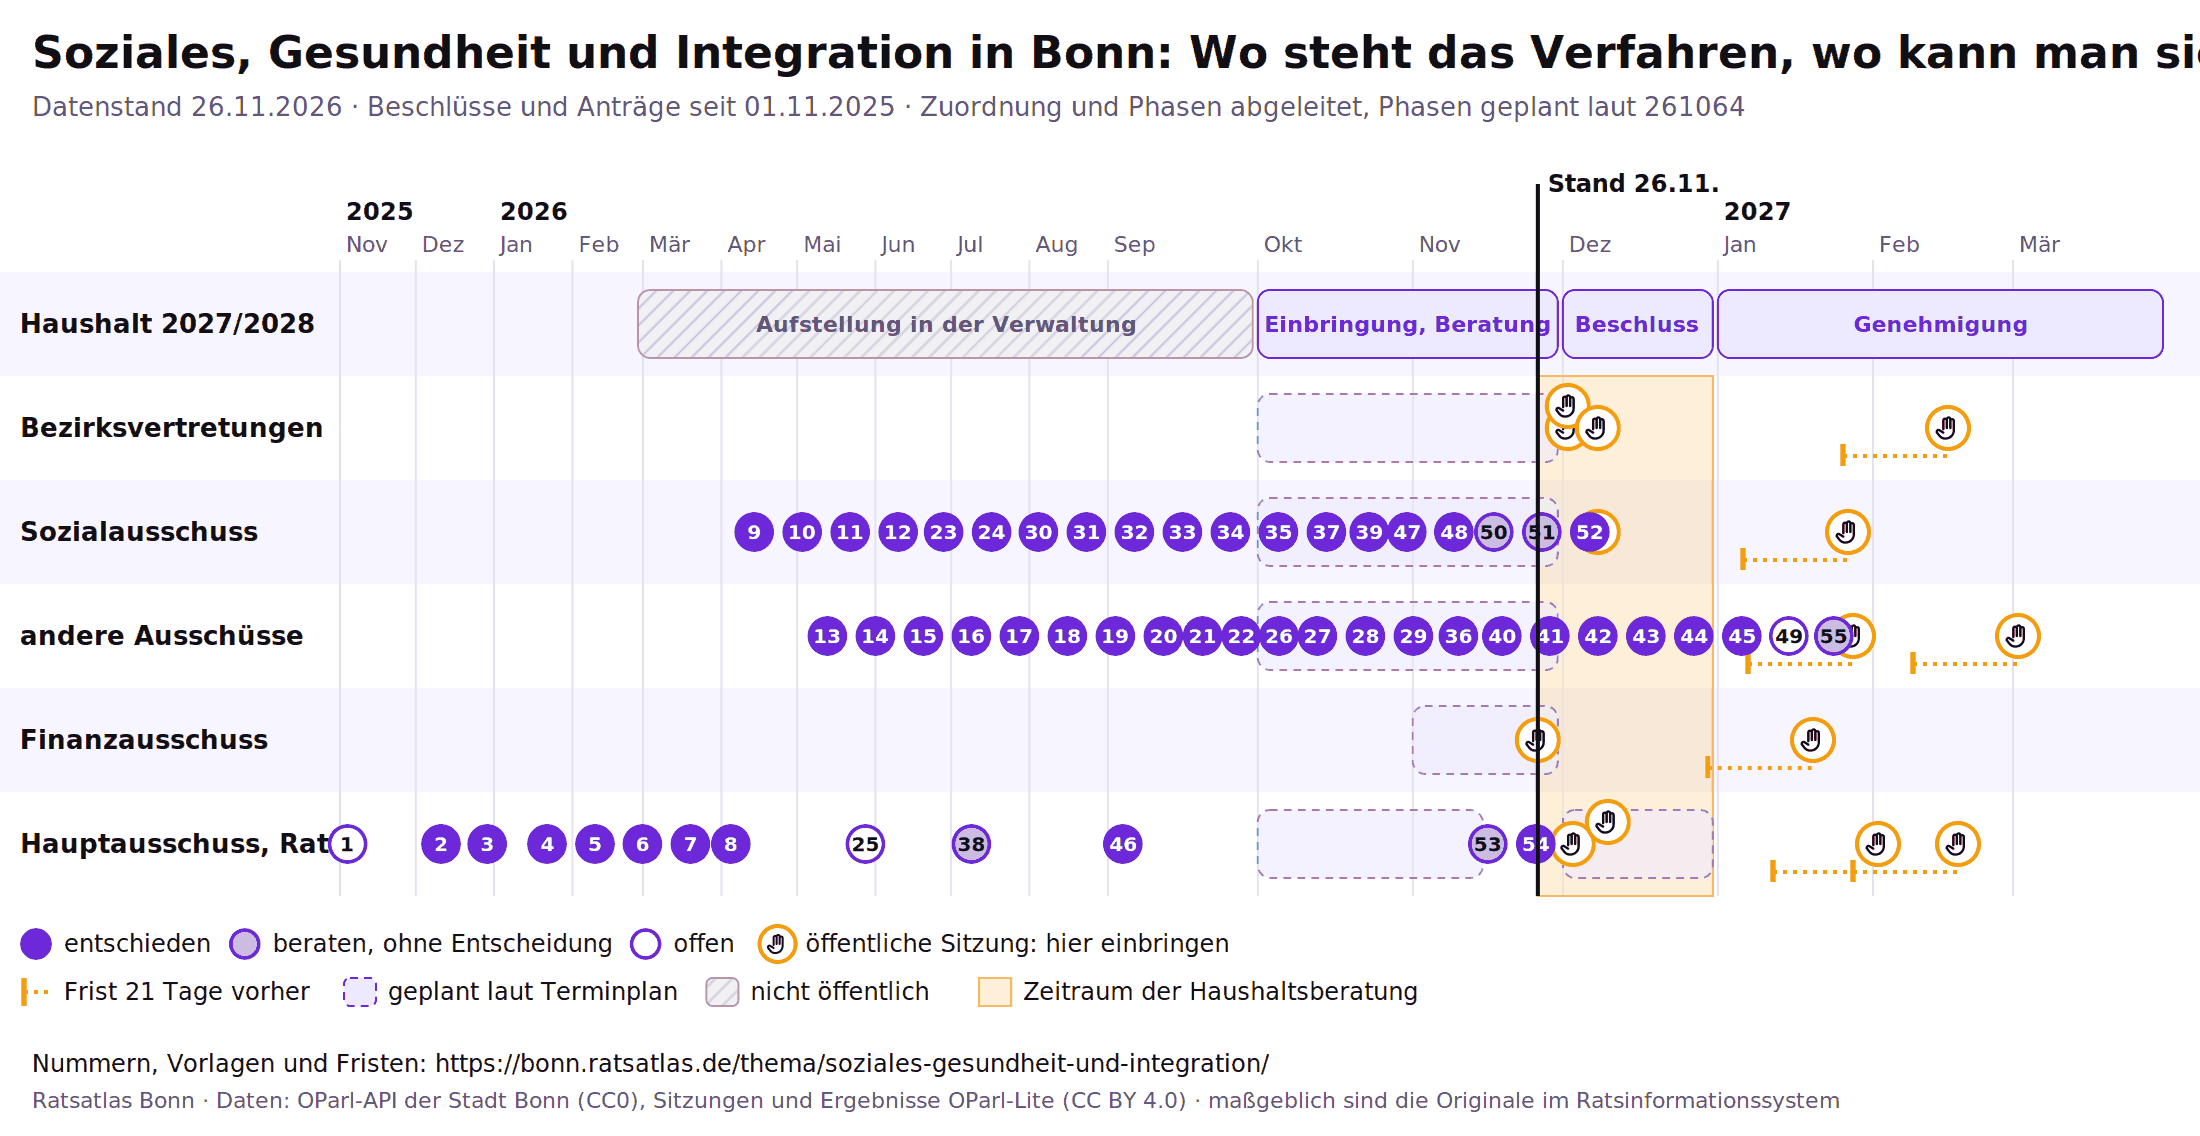 Soziales, Gesundheit und Integration in Bonn: Wo steht das Verfahren, wo kann man
Datenstand 26.11.2026 · Beschlüsse und Anträge seit 01.11.2025 · Zuordnung und Phasen abgeleitet, Phasen geplant laut 261064
Stand 26.11.
2025 2026 2027
Nov Dez Jan Feb Mär Apr Mai Jun Jul Aug Sep Okt Nov Dez Jan Feb Mär
Haushalt 2027/2028 Aufstellung in der Verwaltung Einbringung, Beratung Beschluss Genehmigung
Bezirksvertretungen
Sozialausschuss 9 10 11 12 23 24 30 31 32 33 34 35 37 39 47 48 50 51 52
andere Ausschüsse 13 14 15 16 17 18 19 20 21 22 26 27 28 29 36 40 41 42 43 44 45 49 55
Finanzausschuss
Hauptausschuss, Rat 1 2 3 4 5 6 7 8 25 38 46 53 54
entschieden beraten, ohne Entscheidung offen öffentliche Sitzung: hier einbringen
Frist 21 Tage vorher geplant laut Terminplan nicht öffentlich Zeitraum der Haushaltsberatung
Nummern, Vorlagen und Fristen: https://bonn.ratsatlas.de/thema/soziales-gesundheit-und-integration/
Ratsatlas Bonn · Daten: OParl-API der Stadt Bonn (CC0), Sitzungen und Ergebnisse OParl-Lite (CC BY 4.0) · maßgeblich sind die Originale im Ratsinformationssystem